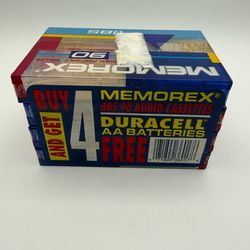 dBS
90
MEMOREX
BUY
AND GET
4
MEMOREX®
dBS 90 AUDIO CASSETTES
DURACELL
AA BATTERIES
FREE